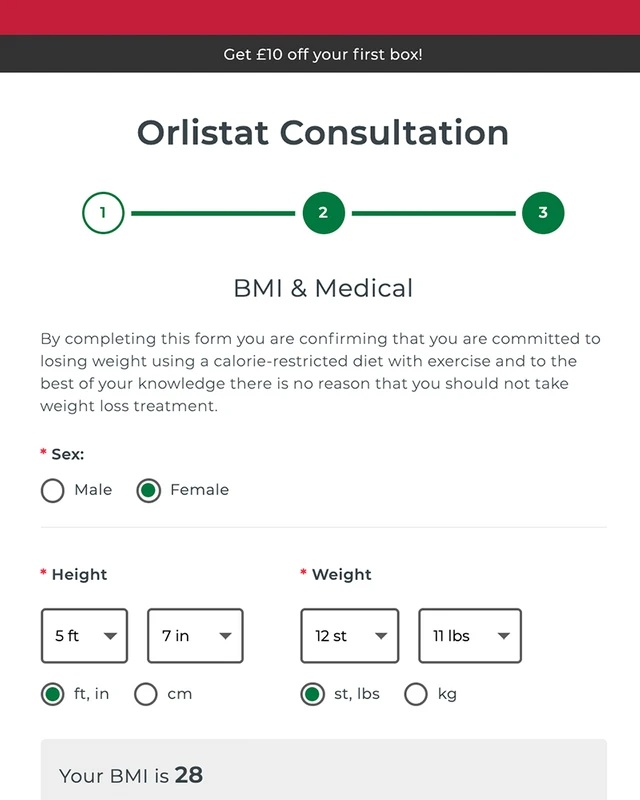 Get £10 off your first box!
Orlistat Consultation
1 2 3
BMI & Medical
By completing this form you are confirming that you are committed to
losing weight using a calorie-restricted diet with exercise and to the
best of your knowledge there is no reason that you should not take
weight loss treatment.
* Sex:
Male Female
* Height * Weight
5 ft 7 in 12 st 11 lbs
ft, in cm st, lbs kg
Your BMI is 28